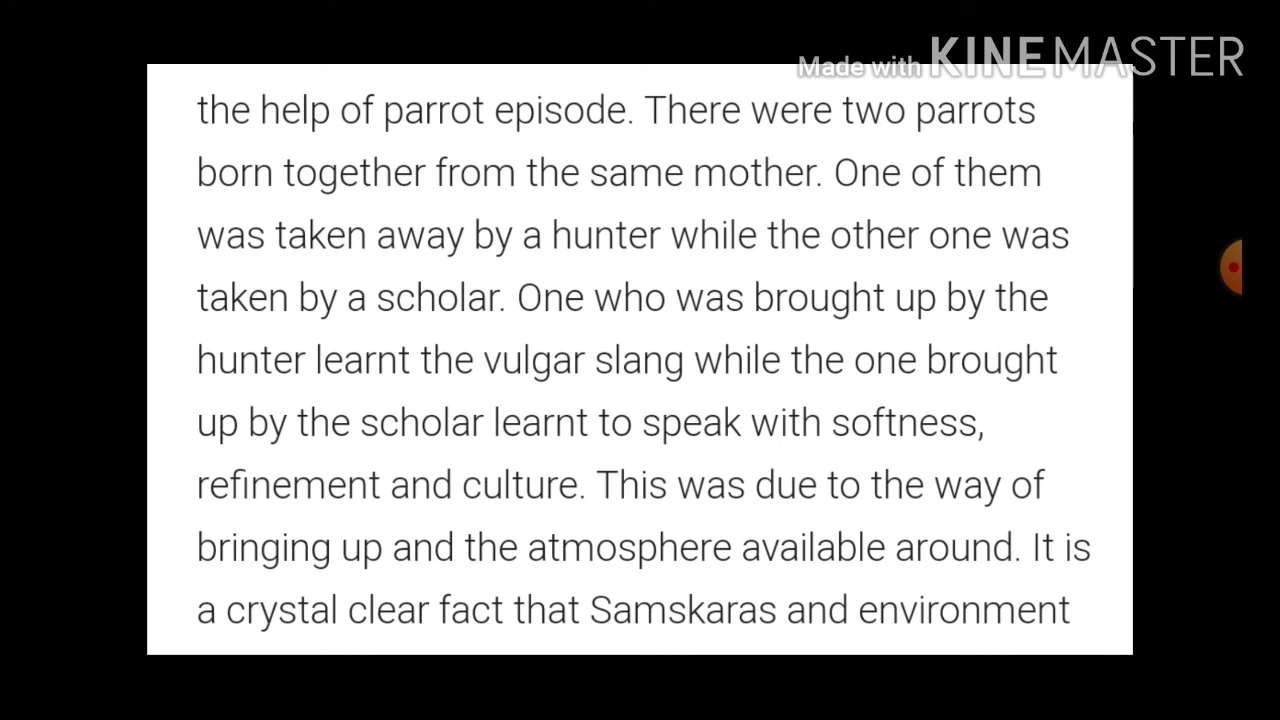 Made with KINEMASTER
the help of parrot episode. There were two parrots
born together from the same mother. One of them
was taken away by a hunter while the other one was
taken by a scholar. One who was brought up by the
hunter learnt the vulgar slang while the one brought
up by the scholar learnt to speak with softness,
refinement and culture. This was due to the way of
bringing up and the atmosphere available around. It is
a crystal clear fact that Samskaras and environment